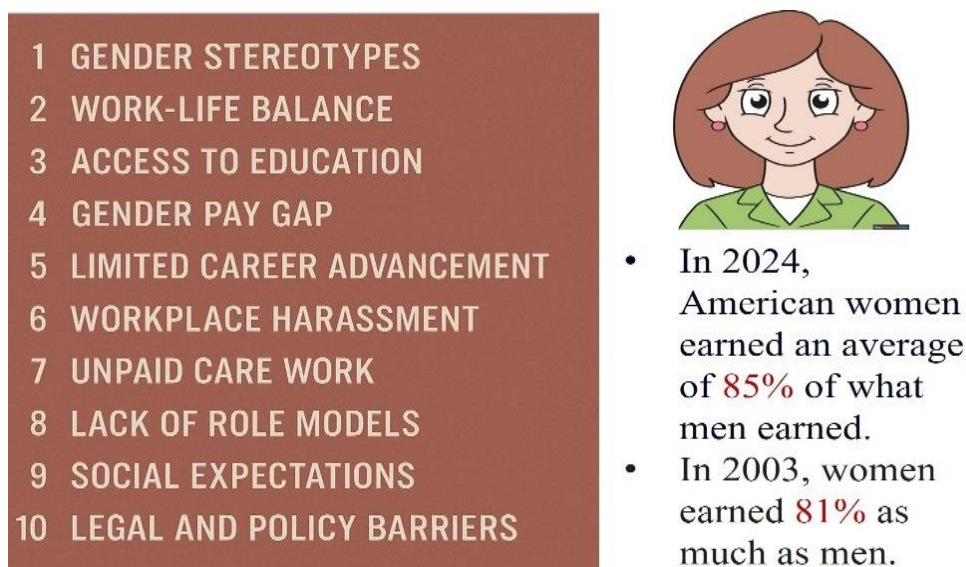 1 GENDER STEREOTYPES
2 WORK-LIFE BALANCE
3 ACCESS TO EDUCATION
4 GENDER PAY GAP
5 LIMITED CAREER ADVANCEMENT
6 WORKPLACE HARASSMENT
7 UNPAID CARE WORK
8 LACK OF ROLE MODELS
9 SOCIAL EXPECTATIONS
10 LEGAL AND POLICY BARRIERS
• In 2024,
American women
earned an average
of 85% of what
men earned.
• In 2003, women
earned 81% as
much as men.